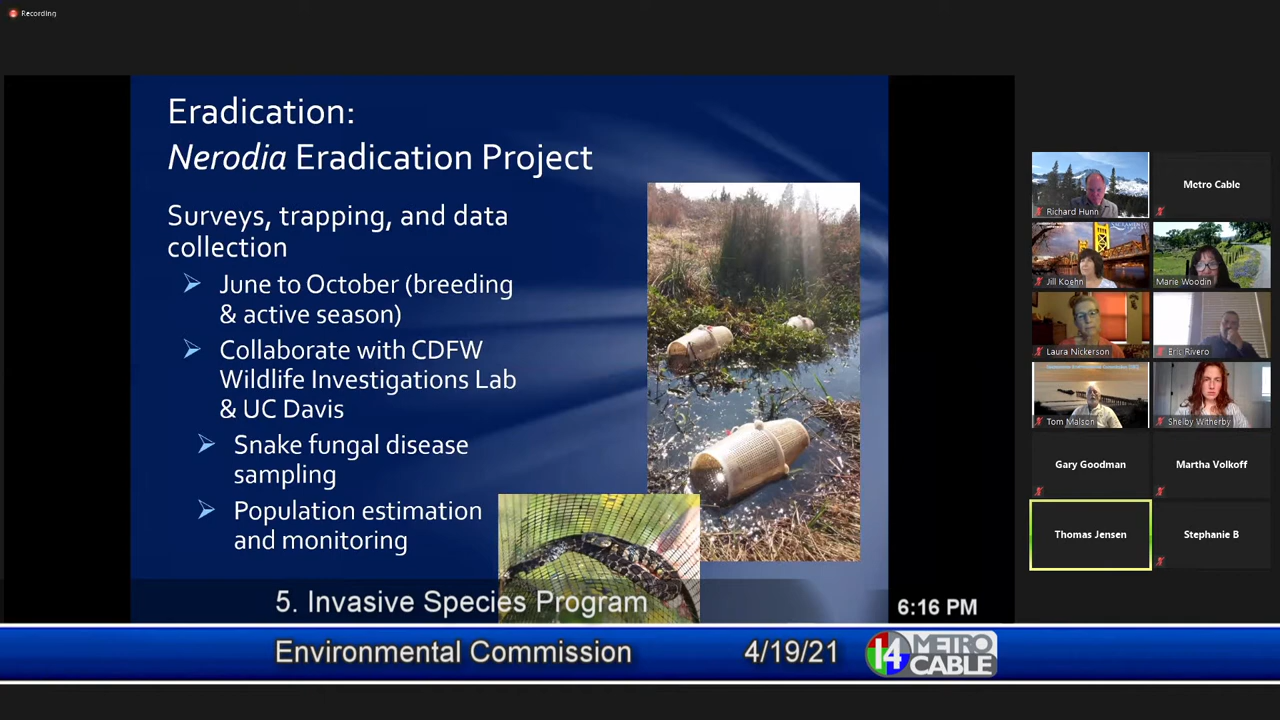 Recording
Eradication:
Nerodia Eradication Project
Surveys, trapping, and data
collection
June to October (breeding
& active season)
Collaborate with CDFW
Wildlife Investigations Lab
& UC Davis
Snake fungal disease
sampling
Population estimation
and monitoring
Richard Hunn
Metro Cable
Jill Koehn
Marie Woodin
Laura Nickerson
Eric Rivero
Tom Malson
Shelby Witherby
Gary Goodman
Martha Volkoff
Thomas Jensen
Stephanie B
5. Invasive Species Program
6:16 PM
Environmental Commission
4/19/21
14 METRO
CABLE